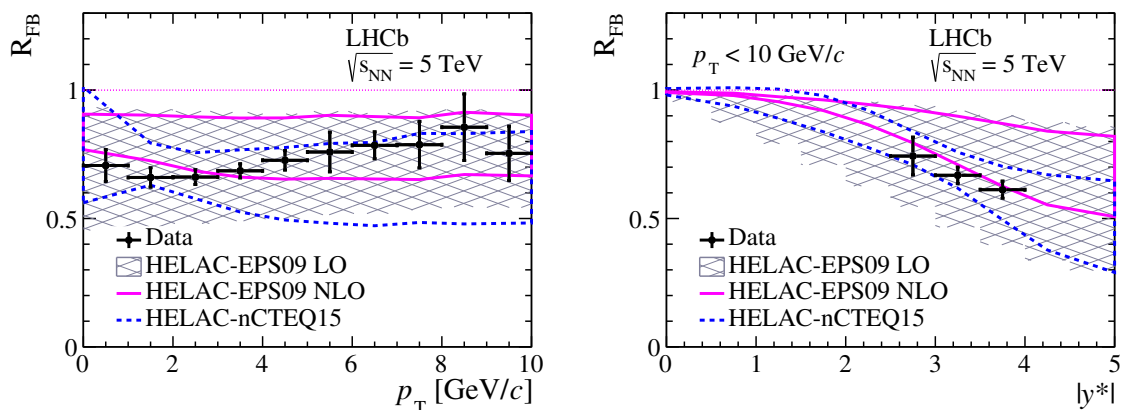 R_FB
LHCb
√s_NN = 5 TeV
1
0.5
0
Data
HELAC-EPS09 LO
HELAC-EPS09 NLO
HELAC-nCTEQ15
0 2 4 6 8 10
p_T [GeV/c]
R_FB
p_T < 10 GeV/c
LHCb
√s_NN = 5 TeV
1
0.5
0
Data
HELAC-EPS09 LO
HELAC-EPS09 NLO
HELAC-nCTEQ15
0 1 2 3 4 5
|y*|